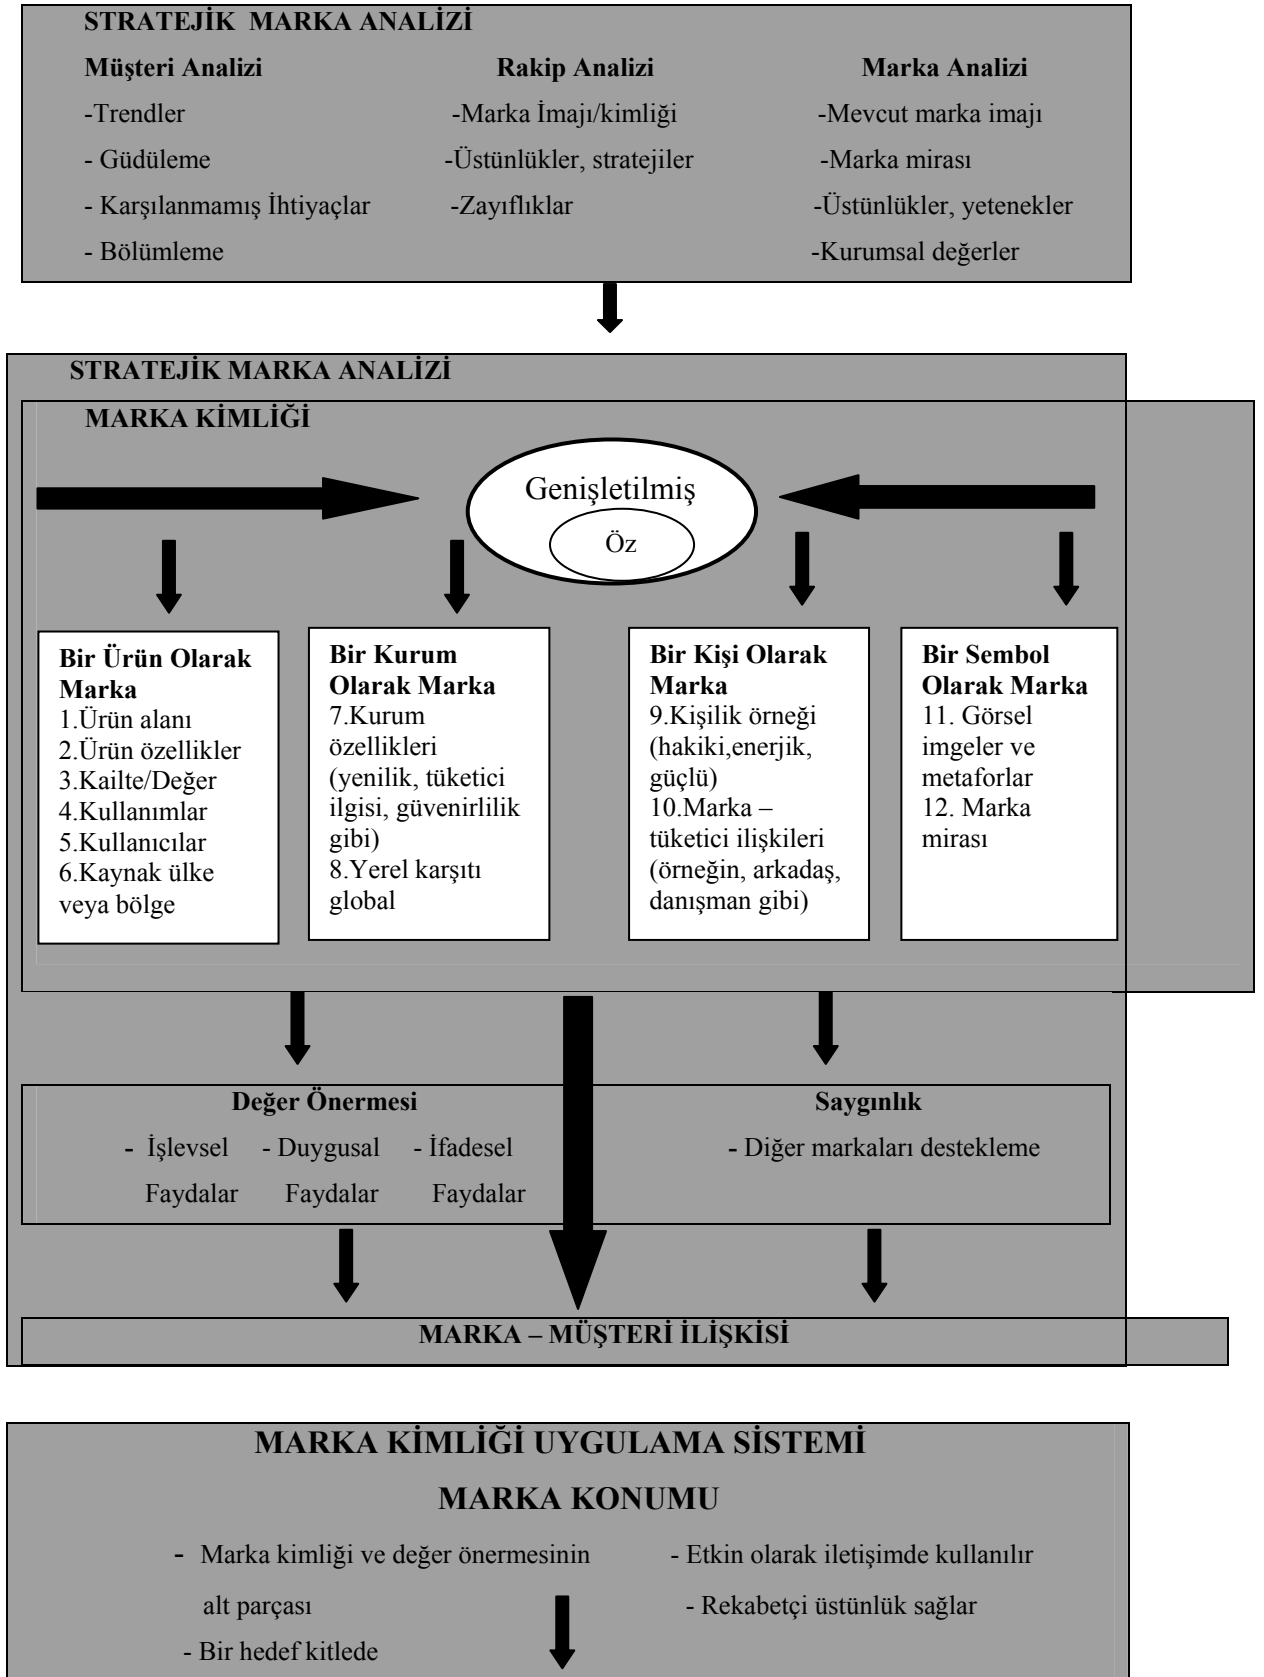 STRATEJİK  MARKA ANALİZİ
Müşteri Analizi Rakip Analizi Marka Analizi
-Trendler -Marka İmajı/kimliği -Mevcut marka imajı
- Güdüleme -Üstünlükler, stratejiler -Marka mirası
- Karşılanmamış İhtiyaçlar -Zayıflıklar -Üstünlükler, yetenekler
- Bölümleme -Kurumsal değerler
STRATEJİK MARKA ANALİZİ
MARKA KİMLİĞİ
Genişletilmiş
Öz
Bir Ürün Olarak
Marka
1.Ürün alanı
2.Ürün özellikler
3.Kailte/Değer
4.Kullanımlar
5.Kullanıcılar
6.Kaynak ülke
veya bölge
Bir Kurum
Olarak Marka
7.Kurum
özellikleri
(yenilik, tüketici
ilgisi, güvenirlilik
gibi)
8.Yerel karşıtı
global
Bir Kişi Olarak
Marka
9.Kişilik örneği
(hakiki,enerjik,
güçlü)
10.Marka –
tüketici ilişkileri
(örneğin, arkadaş,
danışman gibi)
Bir Sembol
Olarak Marka
11. Görsel
imgeler ve
metaforlar
12. Marka
mirası
Değer Önermesi Saygınlık
- İşlevsel - Duygusal - İfadesel - Diğer markaları destekleme
Faydalar Faydalar Faydalar
MARKA – MÜŞTERİ İLİŞKİSİ
MARKA KİMLİĞİ UYGULAMA SİSTEMİ
MARKA KONUMU
- Marka kimliği ve değer önermesinin - Etkin olarak iletişimde kullanılır
alt parçası - Rekabetçi üstünlük sağlar
- Bir hedef kitlede